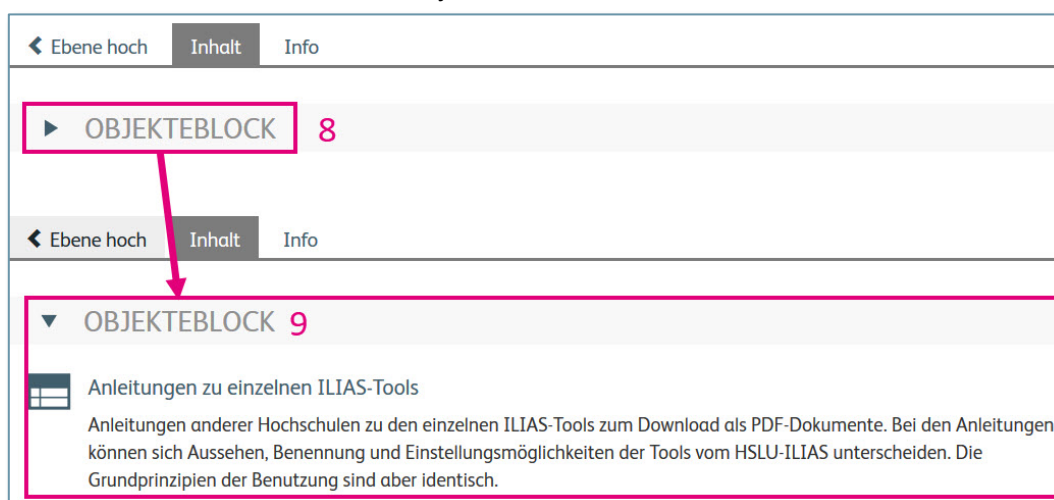 Ebene hoch Inhalt Info
OBJEKTEBLOCK 8
Ebene hoch Inhalt Info
OBJEKTEBLOCK 9
Anleitungen zu einzelnen ILIAS-Tools
Anleitungen anderer Hochschulen zu den einzelnen ILIAS-Tools zum Download als PDF-Dokumente. Bei den Anleitungen
können sich Aussehen, Benennung und Einstellungsmöglichkeiten der Tools vom HSLU-ILIAS unterscheiden. Die
Grundprinzipien der Benutzung sind aber identisch.